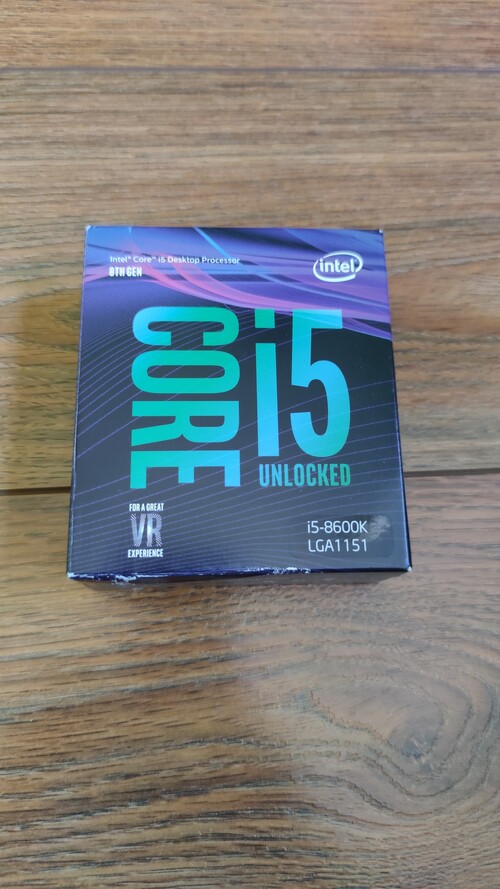 Intel® Core™ i5 Desktop Processor
8TH GEN
intel
CORE
i5
UNLOCKED
FOR A GREAT
VR
EXPERIENCE
i5-8600K
LGA1151